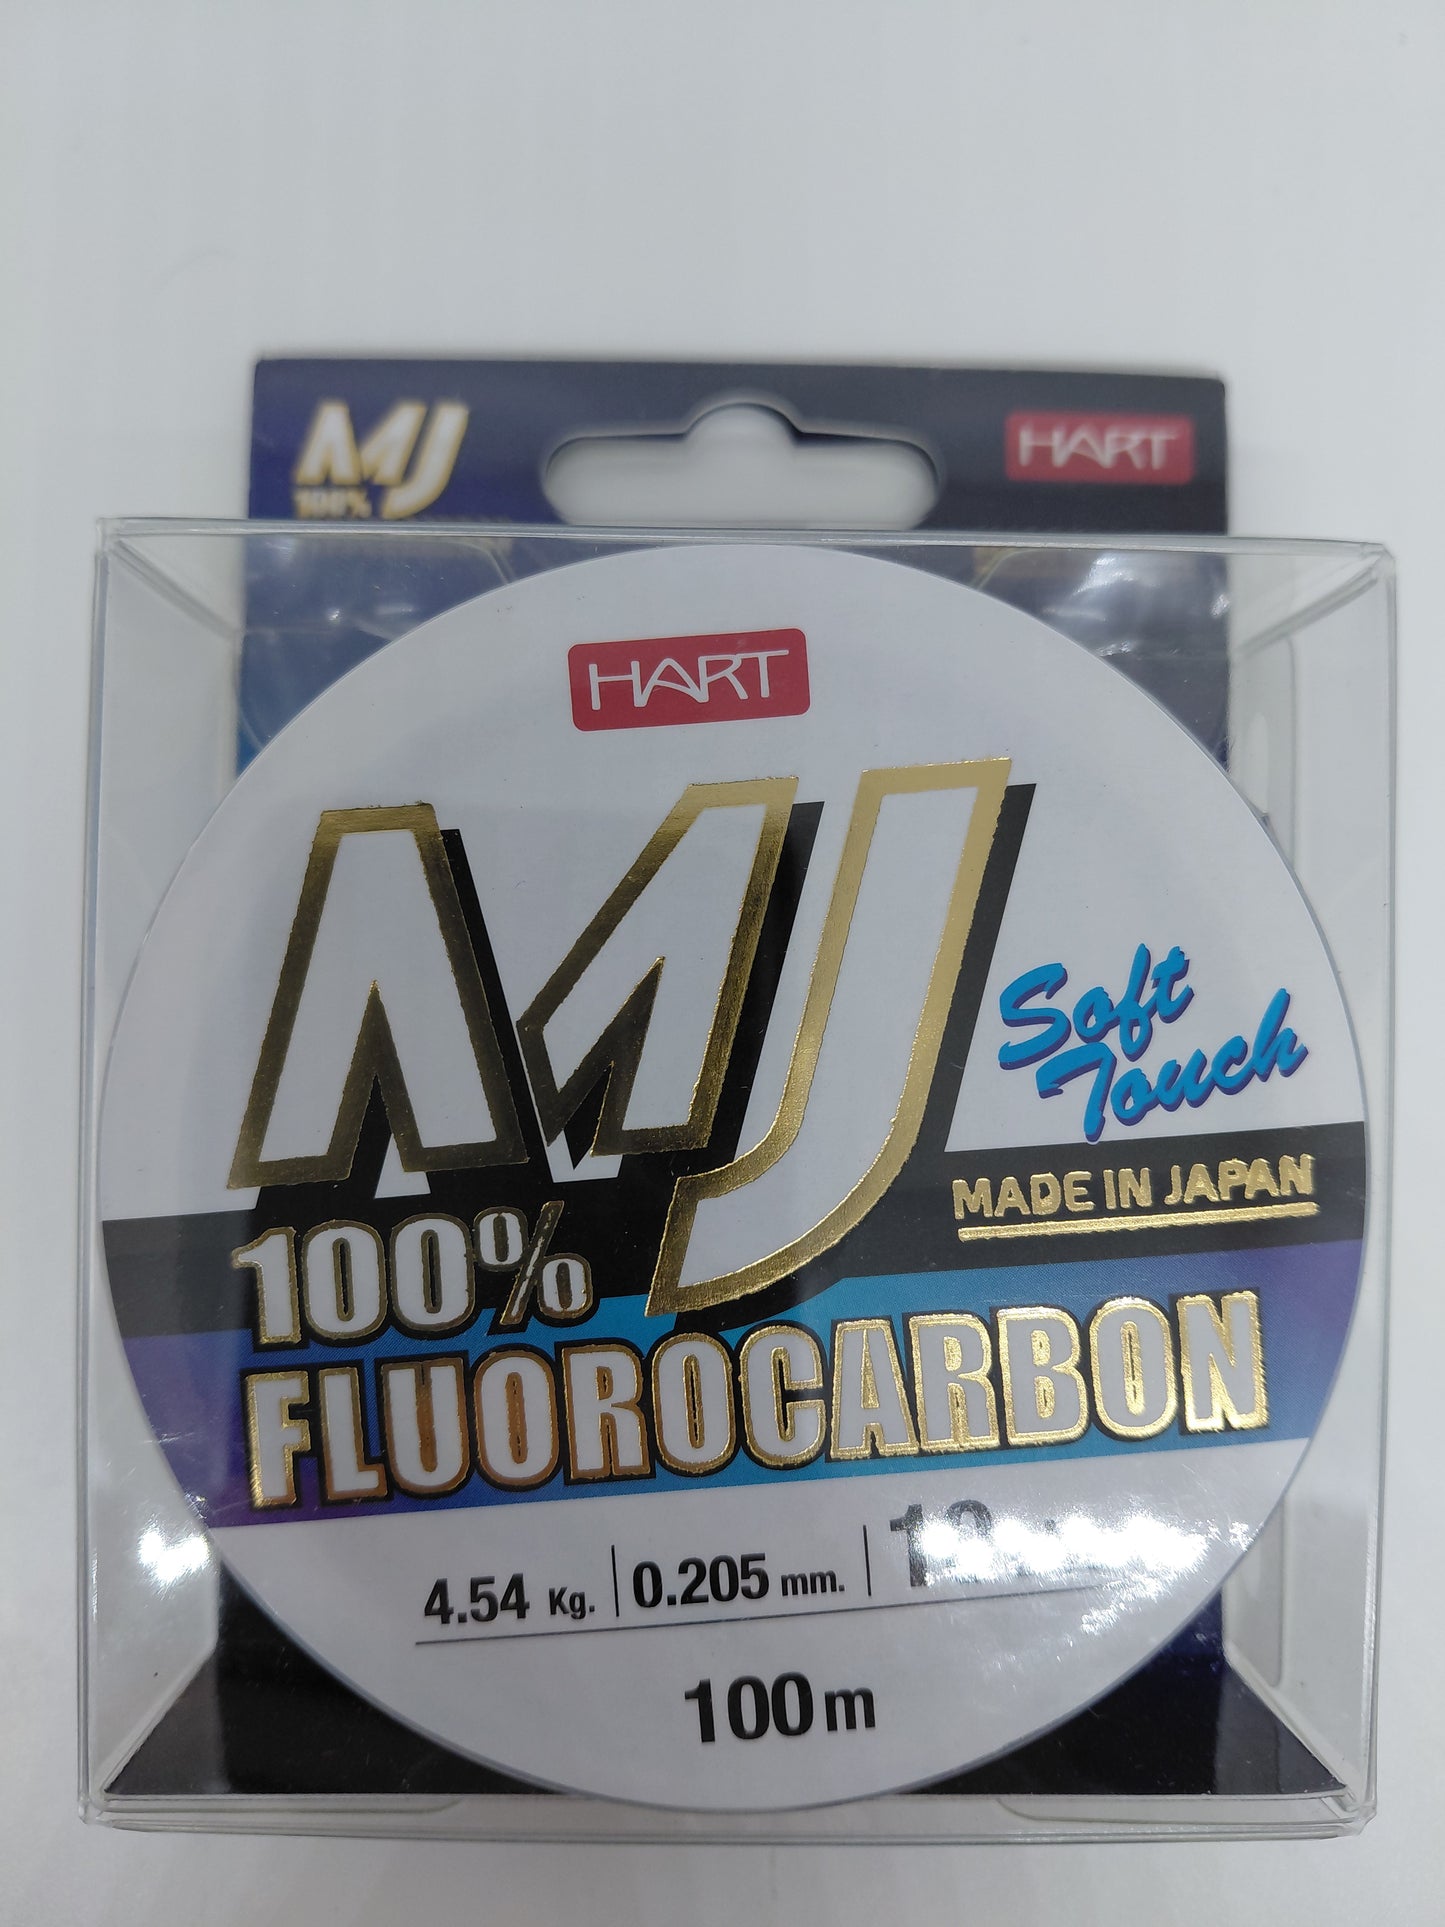 MJ
100%
HART
HART
MJ
Soft
Touch
MADE IN JAPAN
100%
FLUOROCARBON
4.54 Kg. 0.205 mm.
100m